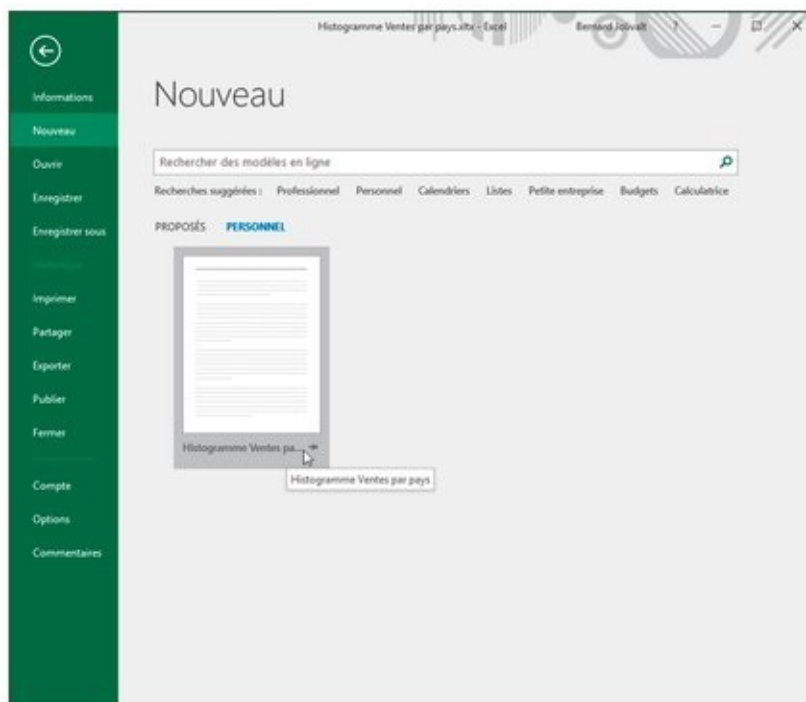 Histogramme Ventes par pays.xltx - Excel Bernard Jolivalt ?
Informations
Nouveau
Ouvrir
Enregistrer
Enregistrer sous
Imprimer
Partager
Exporter
Publier
Fermer
Compte
Options
Commentaires
Nouveau
Rechercher des modèles en ligne
Recherches suggérées : Professionnel Personnel Calendriers Listes Petite entreprise Budgets Calculatrice
PROPOSÉS PERSONNEL
Histogramme Ventes pa...
Histogramme Ventes par pays